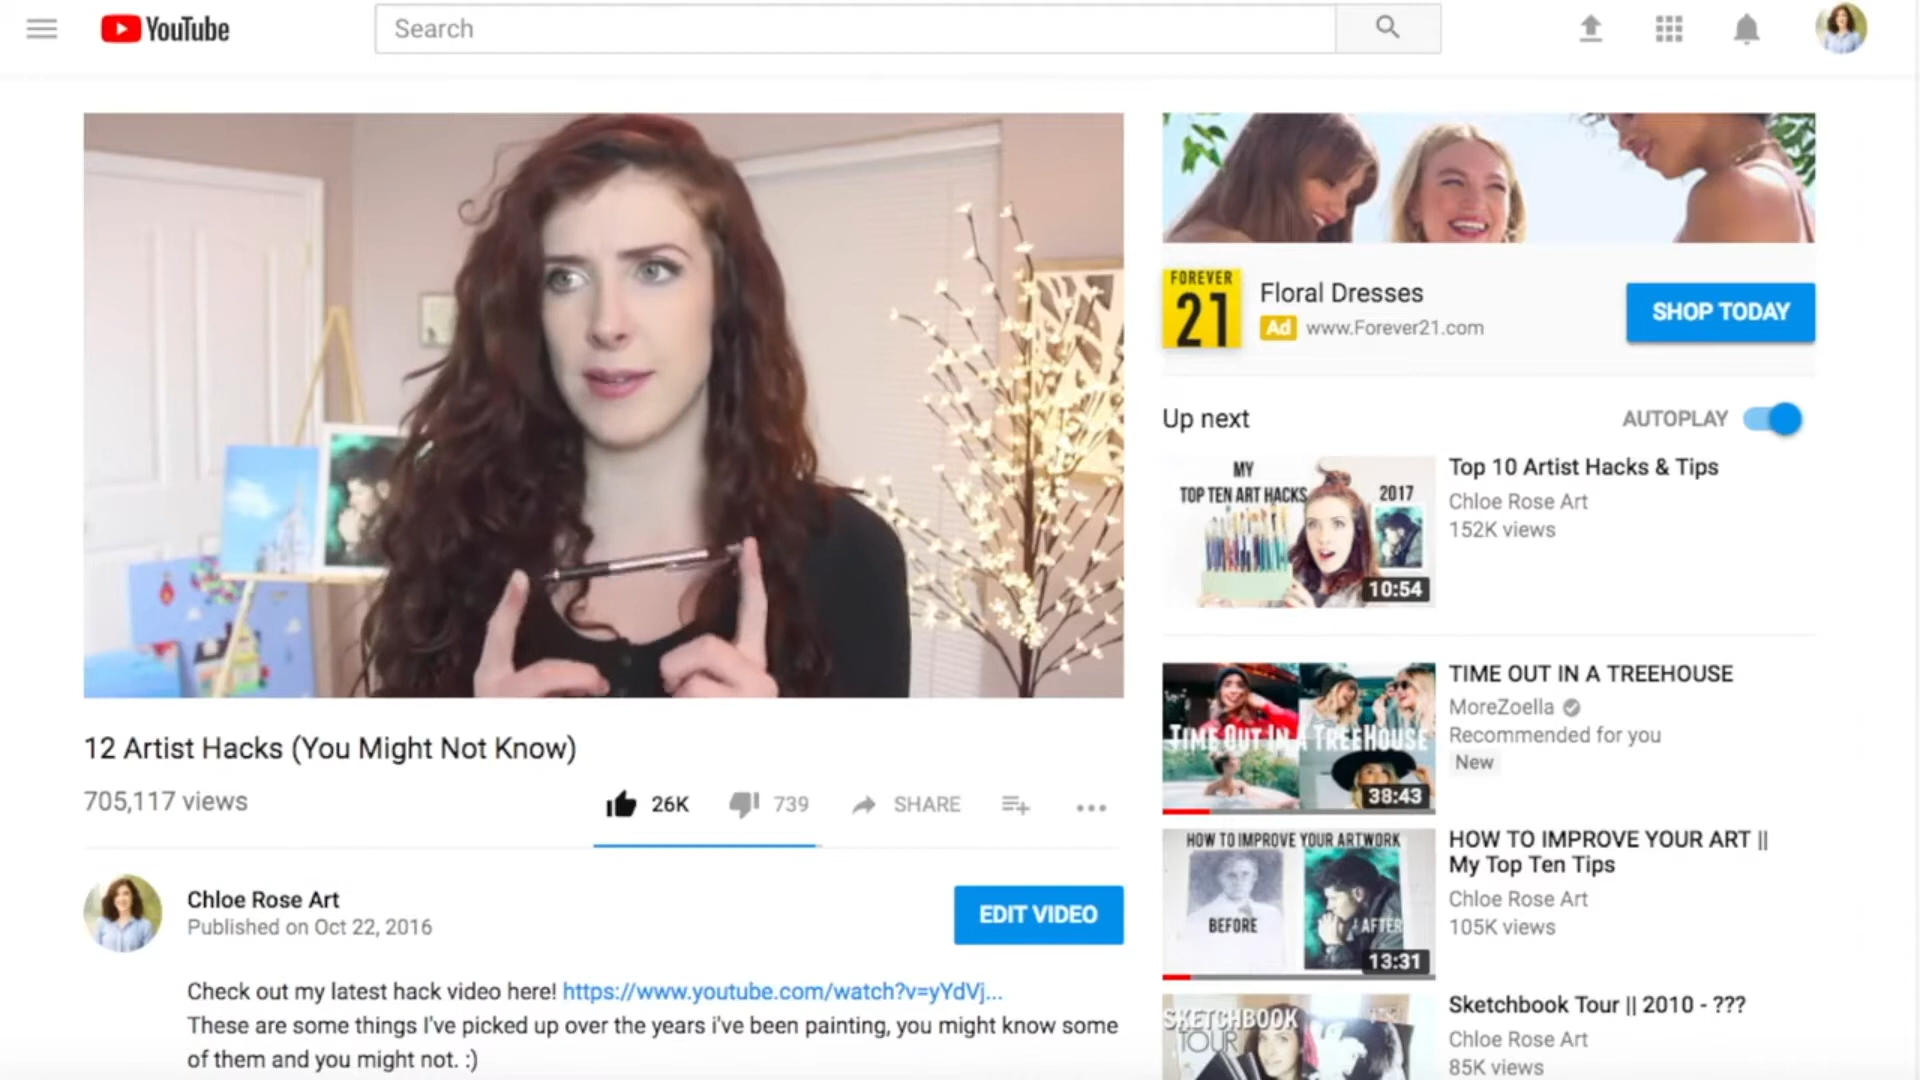 YouTube
Search
FOREVER
21
Floral Dresses
Ad www.Forever21.com
SHOP TODAY
Up next
AUTOPLAY
MY
TOP TEN ART HACKS
2017
10:54
Top 10 Artist Hacks & Tips
Chloe Rose Art
152K views
TIME OUT IN A TREEHOUSE
38:43
TIME OUT IN A TREEHOUSE
MoreZoella
Recommended for you
New
HOW TO IMPROVE YOUR ARTWORK
BEFORE
AFTER
13:31
HOW TO IMPROVE YOUR ART ||
My Top Ten Tips
Chloe Rose Art
105K views
SKETCHBOOK
TOUR
Sketchbook Tour || 2010 - ???
Chloe Rose Art
85K views
12 Artist Hacks (You Might Not Know)
705,117 views
26K
739
SHARE
Chloe Rose Art
Published on Oct 22, 2016
EDIT VIDEO
Check out my latest hack video here! https://www.youtube.com/watch?v=yYdVj...
These are some things I've picked up over the years i've been painting, you might know some
of them and you might not. :)